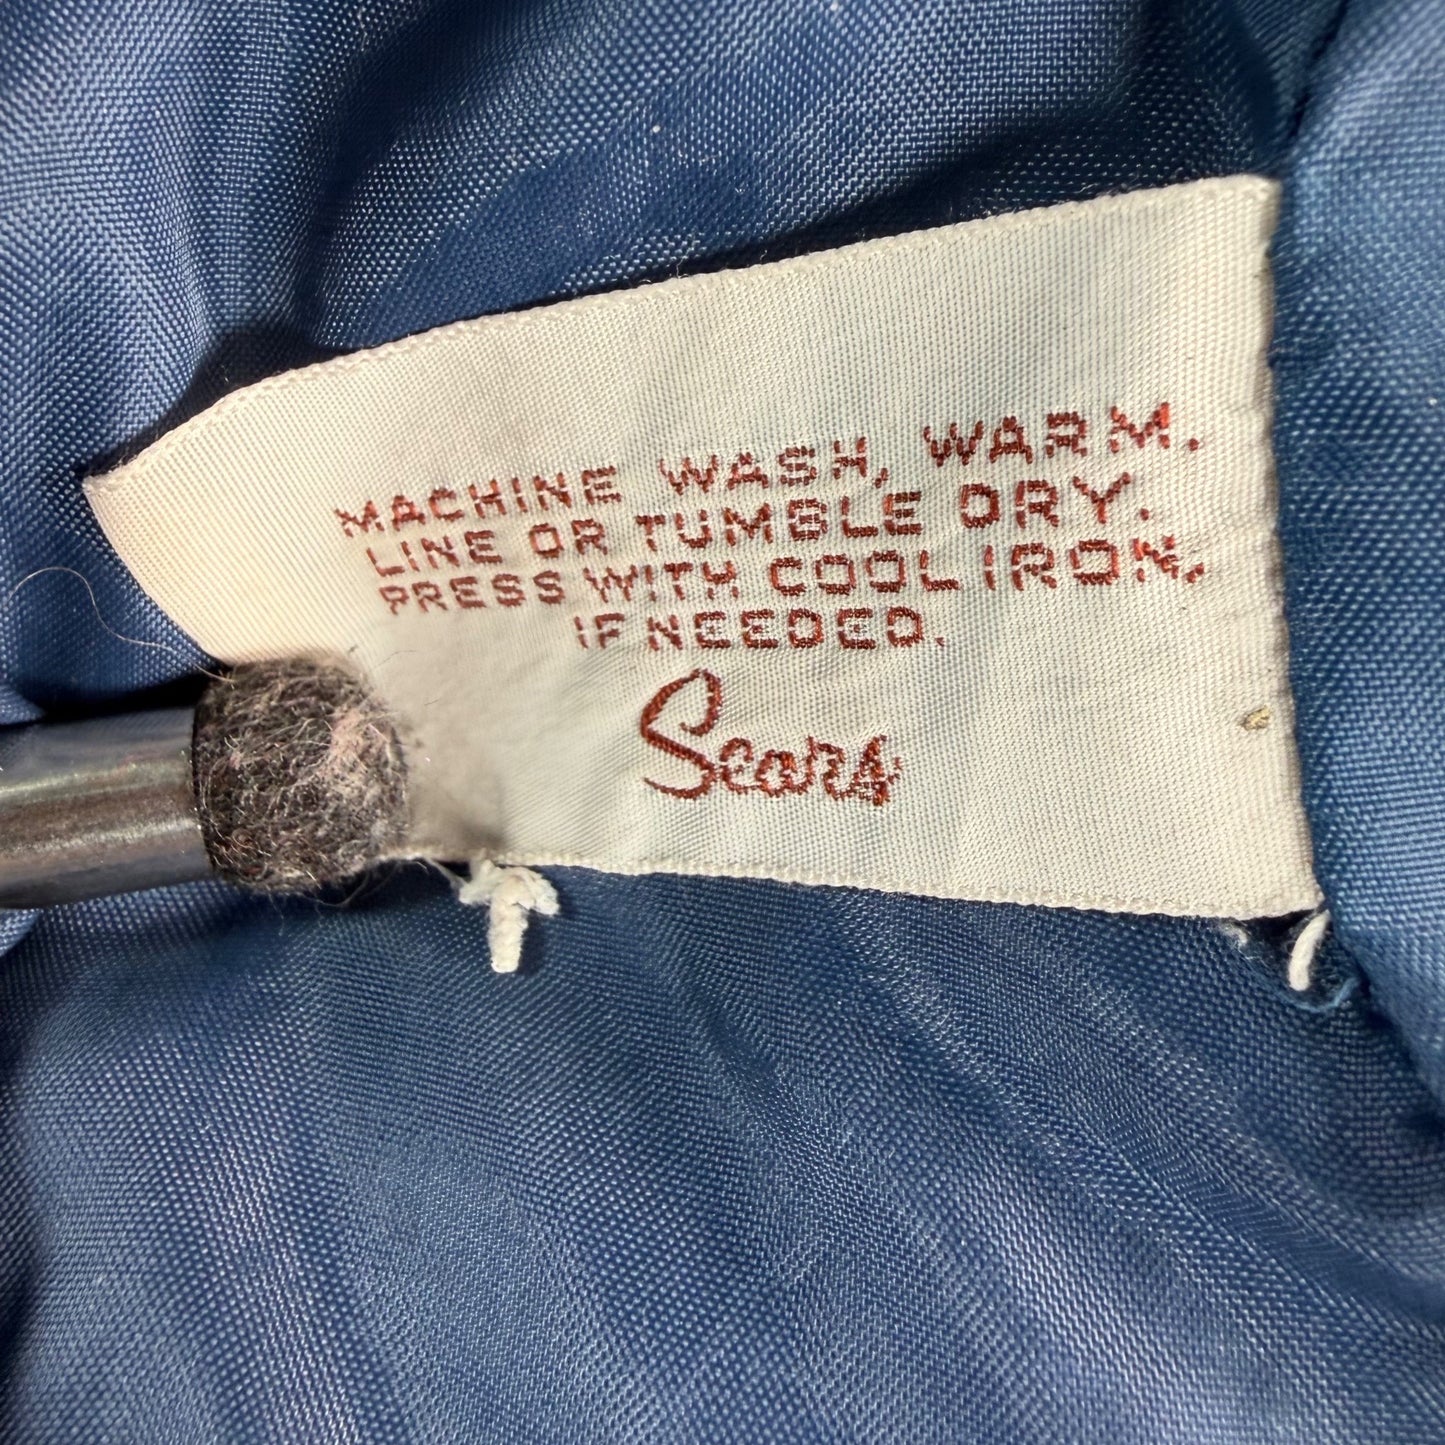 MACHINE WASH, WARM.
LINE OR TUMBLE DRY.
PRESS WITH COOL IRON,
IF NEEDED.
Sears